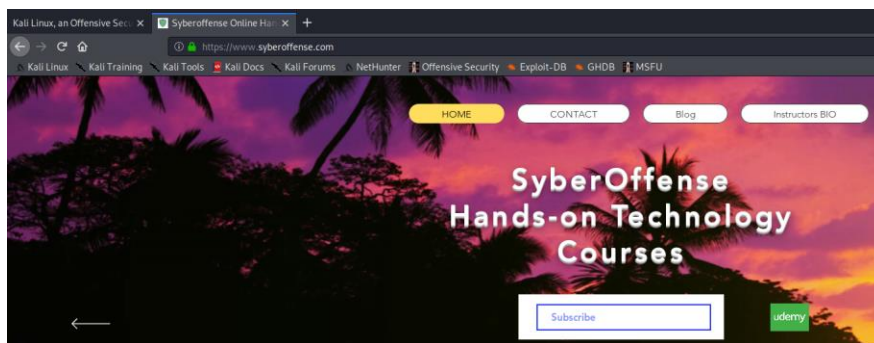 Kali Linux, an Offensive Sec
Syberoffense Online Han
https://www.syberoffense.com
Kali Linux Kali Training Kali Tools Kali Docs Kali Forums NetHunter Offensive Security Exploit-DB GHDB MSFU
HOME CONTACT Blog Instructors BIO
SyberOffense
Hands-on Technology
Courses
Subscribe
udemy